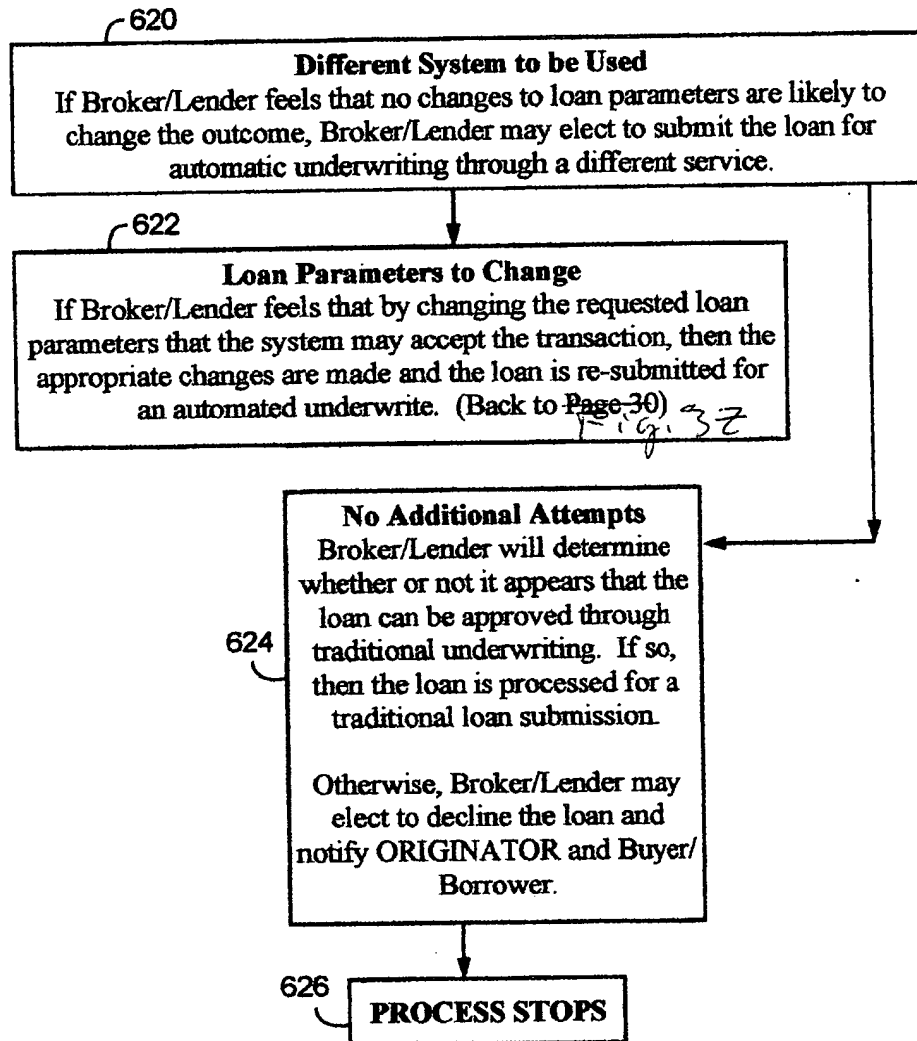 620
Different System to be Used
If Broker/Lender feels that no changes to loan parameters are likely to
change the outcome, Broker/Lender may elect to submit the loan for
automatic underwriting through a different service.
622
Loan Parameters to Change
If Broker/Lender feels that by changing the requested loan
parameters that the system may accept the transaction, then the
appropriate changes are made and the loan is re-submitted for
an automated underwrite. (Back to Page 30)
Fig. 32
624
No Additional Attempts
Broker/Lender will determine
whether or not it appears that the
loan can be approved through
traditional underwriting. If so,
then the loan is processed for a
traditional loan submission.
Otherwise, Broker/Lender may
elect to decline the loan and
notify ORIGINATOR and Buyer/
Borrower.
626
PROCESS STOPS